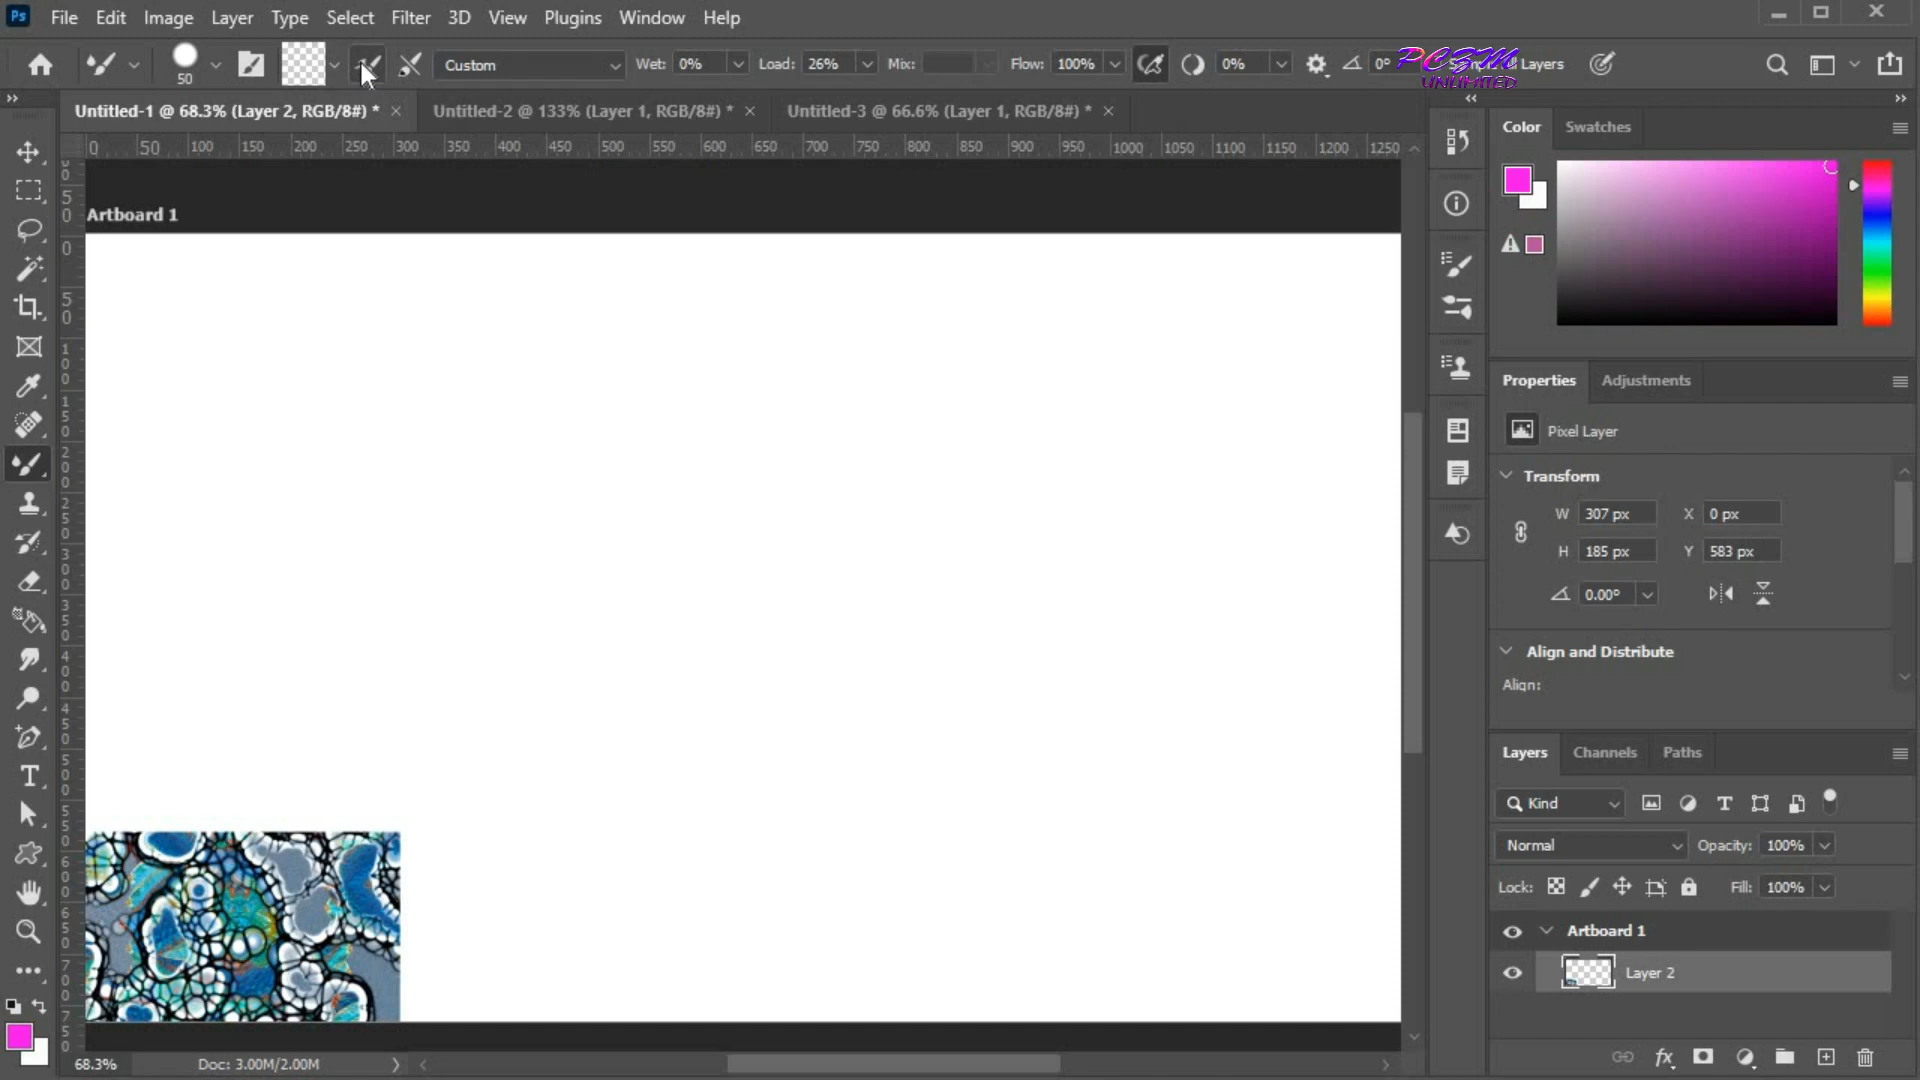 Ps File Edit Image Layer Select Type Filter 3D View Plugins Window Help
50 Custom Wet: 0% Load: 26% Mix: Flow: 100% 0% 0° Layers
PCZM
UNLIMITED
Untitled-1 @ 68.3% (Layer 2, RGB/8#) * Untitled-2 @ 133% (Layer 1, RGB/8#) * Untitled-3 @ 66.6% (Layer 1, RGB/8#) *
0 50 100 150 200 250 300 350 400 450 500 550 600 650 700 750 800 850 900 950 1000 1050 1100 1150 1200 1250
Artboard 1
Color Swatches
Properties Adjustments
Pixel Layer
Transform
W 307 px X 0 px
H 185 px Y 583 px
0.00°
Align and Distribute
Align:
Layers Channels Paths
Kind
Normal Opacity: 100%
Lock: Fill: 100%
Artboard 1
Layer 2
68.3% Doc: 3.00M/2.00M